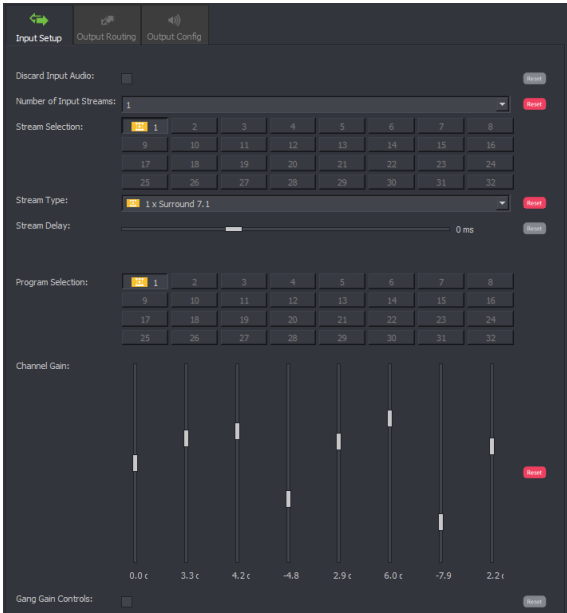 Input Setup Output Routing Output Config
Discard Input Audio: Reset
Number of Input Streams: 1 Reset
Stream Selection: 1 2 3 4 5 6 7 8
9 10 11 12 13 14 15 16
17 18 19 20 21 22 23 24
25 26 27 28 29 30 31 32
Stream Type: 1 x Surround 7.1 Reset
Stream Delay: 0 ms Reset
Program Selection: 1 2 3 4 5 6 7 8
9 10 11 12 13 14 15 16
17 18 19 20 21 22 23 24
25 26 27 28 29 30 31 32
Channel Gain:
Reset
0.0 c 3.3 c 4.2 c -4.8 2.9 c 6.0 c -7.9 2.2 c
Gang Gain Controls: Reset